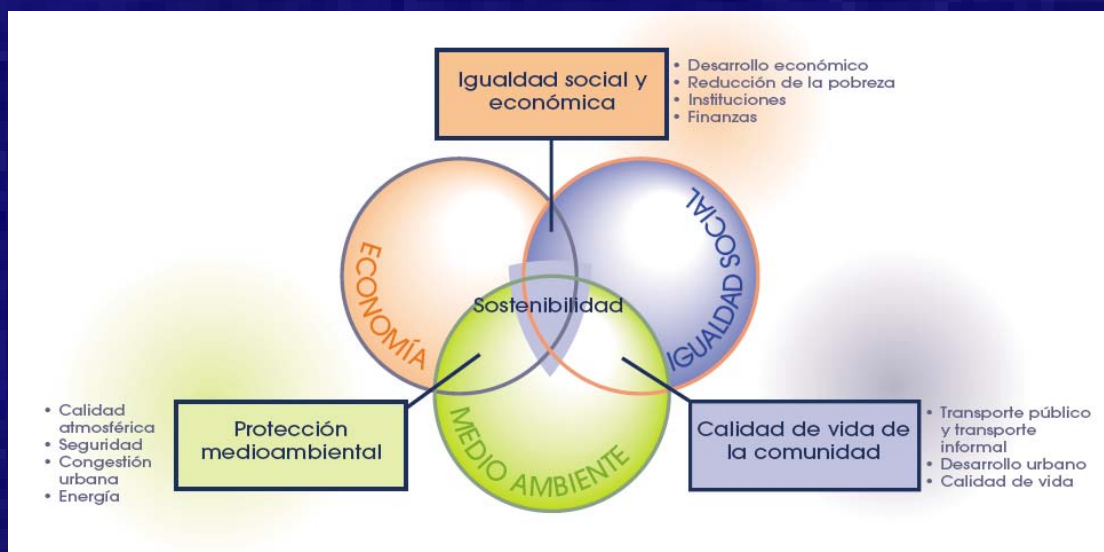 Igualdad social y
económica
• Desarrollo económico
• Reducción de la pobreza
• Instituciones
• Finanzas
ECONOMÍA
IGUALDAD SOCIAL
Sostenibilidad
MEDIO AMBIENTE
• Calidad
atmosférica
• Seguridad
• Congestión
urbana
• Energía
Protección
medioambiental
Calidad de vida de
la comunidad
• Transporte público
y transporte
informal
• Desarrollo urbano
• Calidad de vida